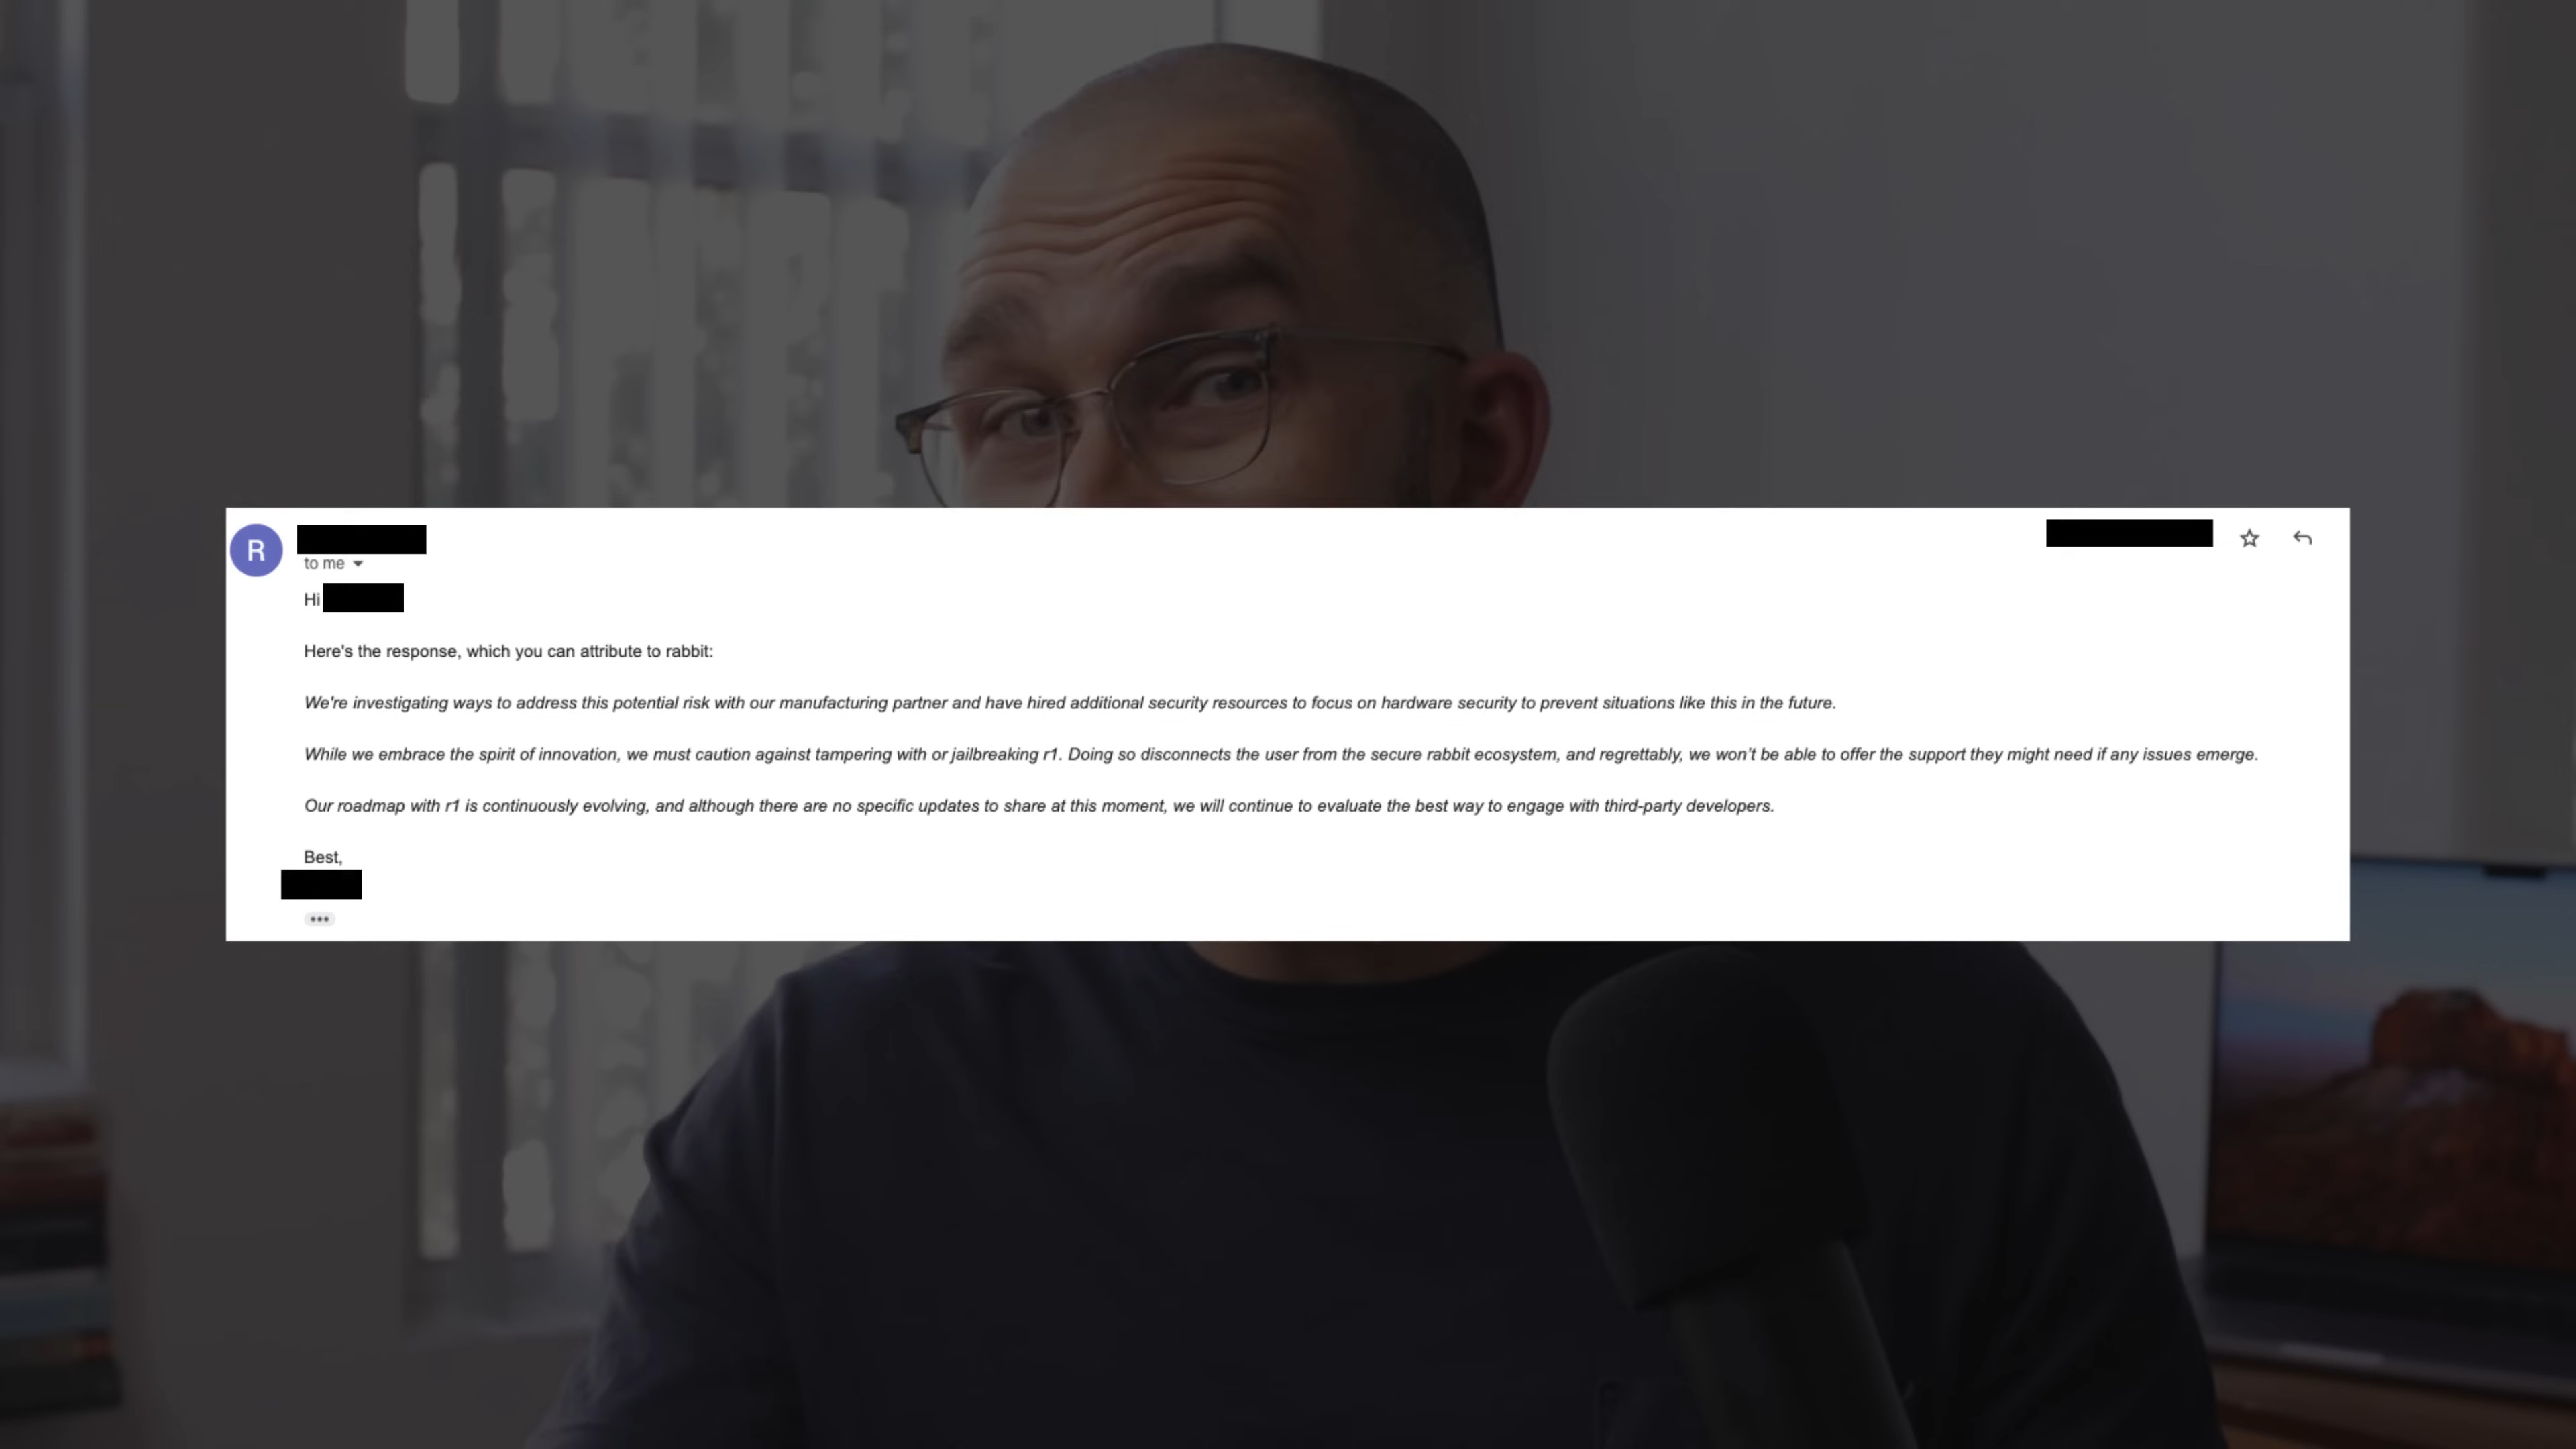 R
to me
Hi
Here's the response, which you can attribute to rabbit:
We're investigating ways to address this potential risk with our manufacturing partner and have hired additional security resources to focus on hardware security to prevent situations like this in the future.
While we embrace the spirit of innovation, we must caution against tampering with or jailbreaking r1. Doing so disconnects the user from the secure rabbit ecosystem, and regrettably, we won't be able to offer the support they might need if any issues emerge.
Our roadmap with r1 is continuously evolving, and although there are no specific updates to share at this moment, we will continue to evaluate the best way to engage with third-party developers.
Best,